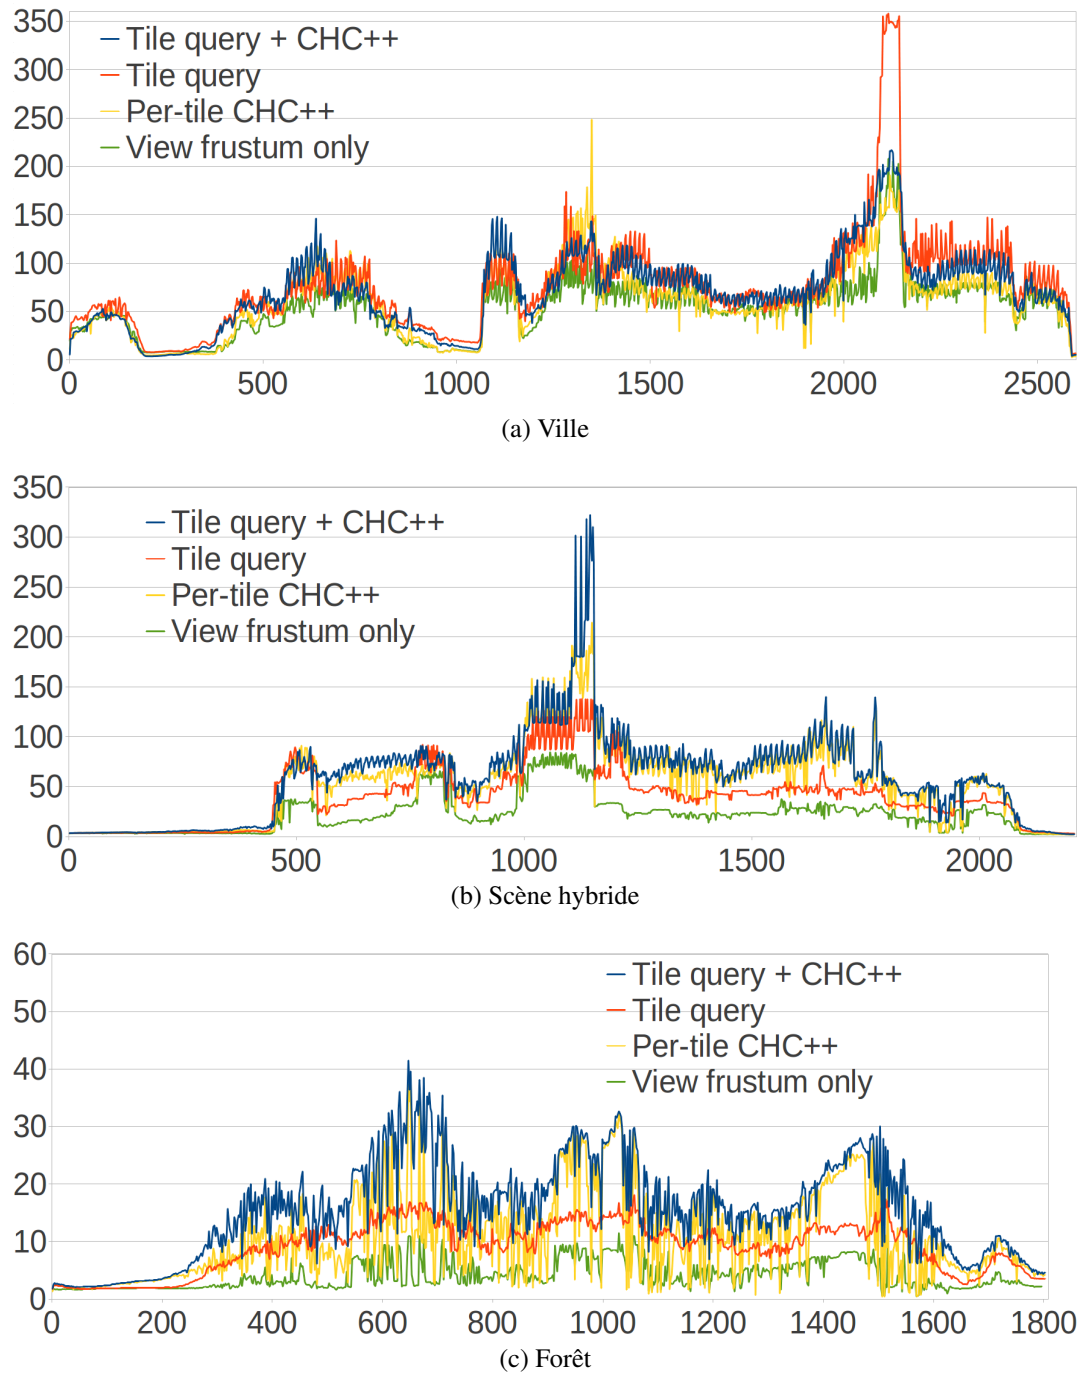 350
300
250
200
150
100
50
0
Tile query + CHC++
Tile query
Per-tile CHC++
View frustum only
0 500 1000 1500 2000 2500
(a) Ville
350
300
250
200
150
100
50
0
Tile query + CHC++
Tile query
Per-tile CHC++
View frustum only
0 500 1000 1500 2000
(b) Scène hybride
60
50
40
30
20
10
0
Tile query + CHC++
Tile query
Per-tile CHC++
View frustum only
0 200 400 600 800 1000 1200 1400 1600 1800
(c) Forêt